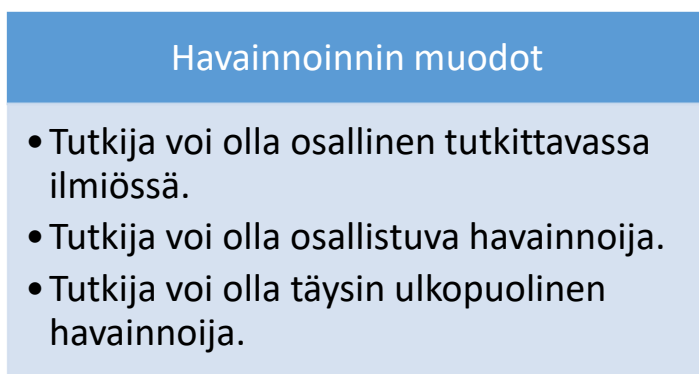 Havainnoinnin muodot
•Tutkija voi olla osallinen tutkittavassa
ilmiössä.
•Tutkija voi olla osallistuva havainnoija.
•Tutkija voi olla täysin ulkopuolinen
havainnoija.